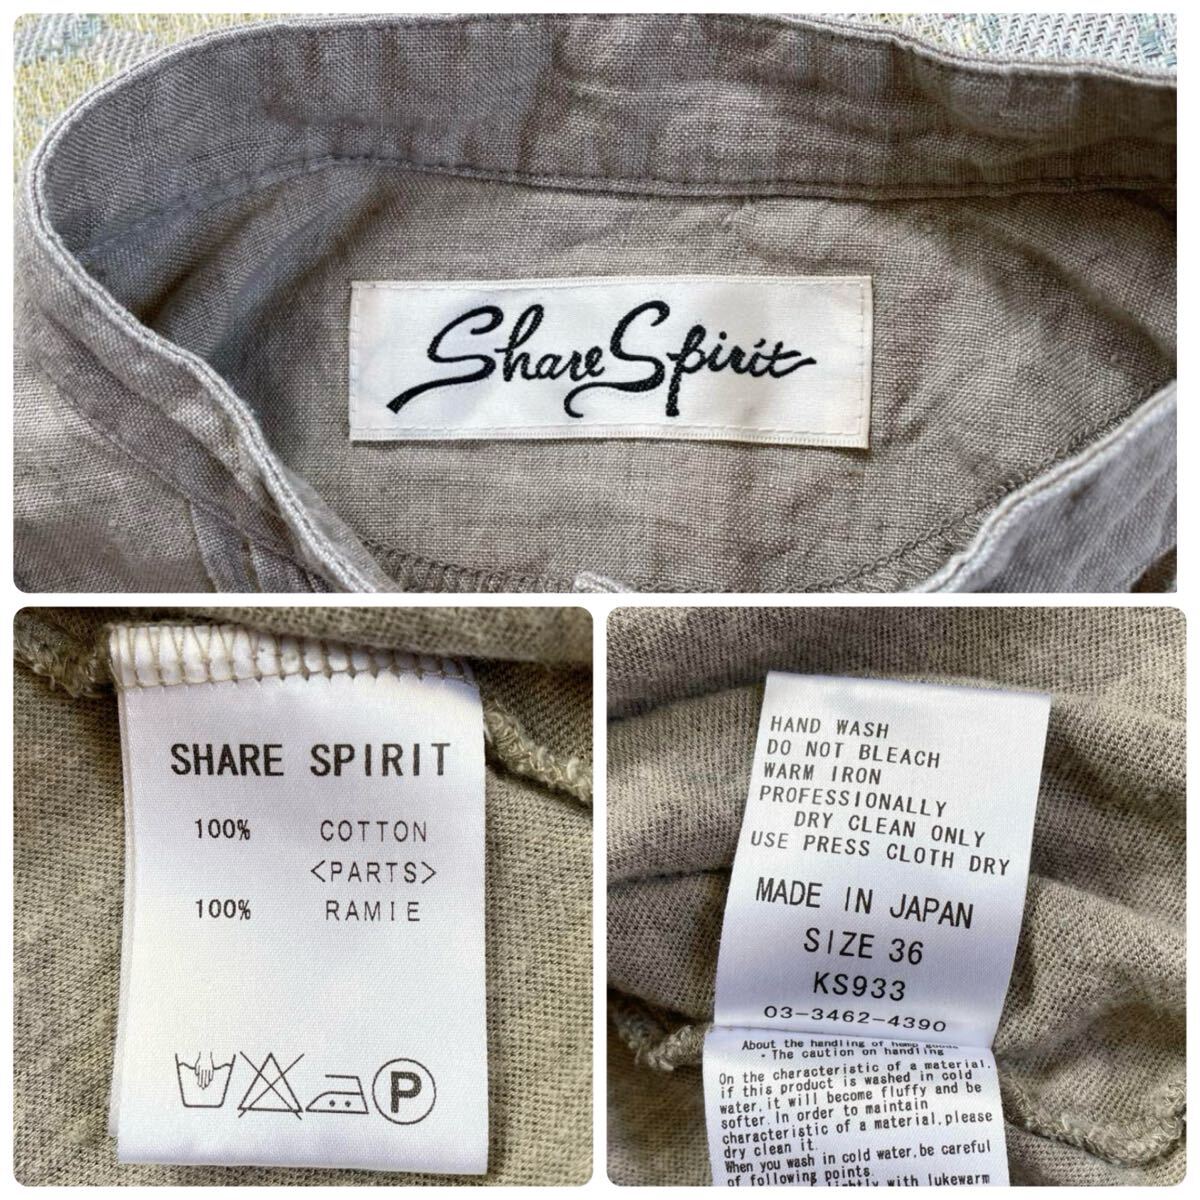 Share Spirit
SHARE SPIRIT
100% COTTON
<PARTS>
100% RAMIE
P
HAND WASH
DO NOT BLEACH
WARM IRON
PROFESSIONALLY
DRY CLEAN ONLY
USE PRESS CLOTH DRY
MADE IN JAPAN
SIZE 36
KS933
03-3462-4390
About the handling of hemp goods
・The caution on handling
On the characteristic of a material,
if this product is washed in cold
water, it will become fluffy and be
softer. In order to maintain
characteristic of a material, please
dry clean it.
When you wash in cold water, be careful
of following points.
with lukewarm